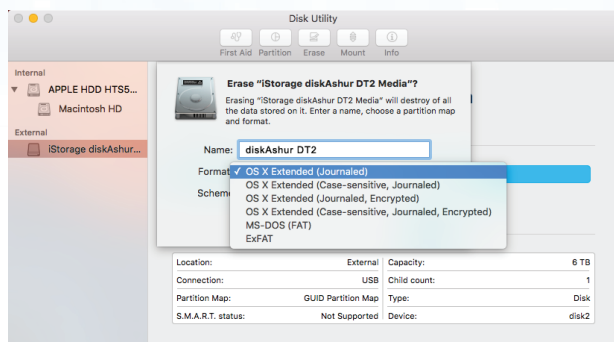 Disk Utility
First Aid Partition Erase Mount Info
Internal
APPLE HDD HTS5...
Macintosh HD
External
iStorage diskAshur...
Erase “iStorage diskAshur DT2 Media”?
Erasing “iStorage diskAshur DT2 Media” will destroy of all
the data stored on it. Enter a name, choose a partition map
and format.
Name: diskAshur DT2
Format ✓ OS X Extended (Journaled)
OS X Extended (Case-sensitive, Journaled)
Scheme
OS X Extended (Journaled, Encrypted)
OS X Extended (Case-sensitive, Journaled, Encrypted)
MS-DOS (FAT)
ExFAT
Location: External Capacity: 6 TB
Connection: USB Child count: 1
Partition Map: GUID Partition Map Type: Disk
S.M.A.R.T. status: Not Supported Device: disk2